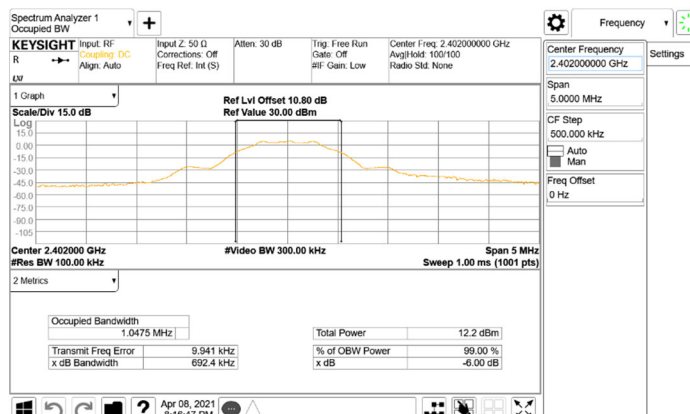 Spectrum Analyzer 1
Occupied BW
Frequency
Settings
KEYSIGHT
R
LXI
Input: RF
Coupling: DC
Align: Auto
Input Z: 50 Ω
Corrections: Off
Freq Ref: Int (S)
Atten: 30 dB
Trig: Free Run
Gate: Off
#IF Gain: Low
Center Freq: 2.402000000 GHz
Avg|Hold: 100/100
Radio Std: None
Center Frequency
2.402000000 GHz
Span
5.0000 MHz
CF Step
500.000 kHz
Auto
Man
Freq Offset
0 Hz
1 Graph
Scale/Div 15.0 dB
Ref Lvl Offset 10.80 dB
Ref Value 30.00 dBm
Log
15.0
0.00
-15.0
-30.0
-45.0
-60.0
-75.0
-90.0
-105
Center 2.402000 GHz
#Res BW 100.00 kHz
#Video BW 300.00 kHz
Span 5 MHz
Sweep 1.00 ms (1001 pts)
2 Metrics
Occupied Bandwidth
1.0475 MHz
Transmit Freq Error 9.941 kHz
x dB Bandwidth 692.4 kHz
Total Power 12.2 dBm
% of OBW Power 99.00 %
x dB -6.00 dB
?
Apr 08, 2021